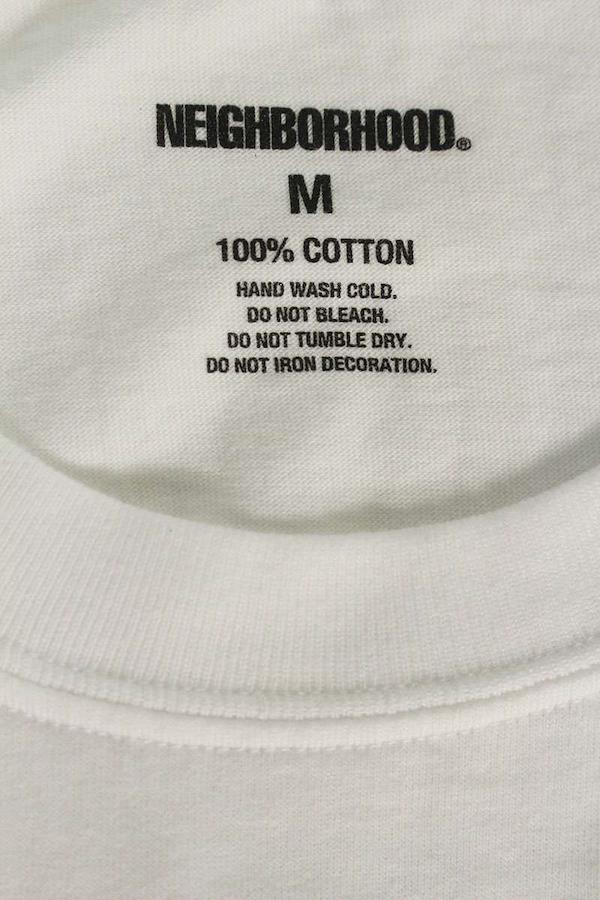 NEIGHBORHOOD®
M
100% COTTON
HAND WASH COLD.
DO NOT BLEACH.
DO NOT TUMBLE DRY.
DO NOT IRON DECORATION.